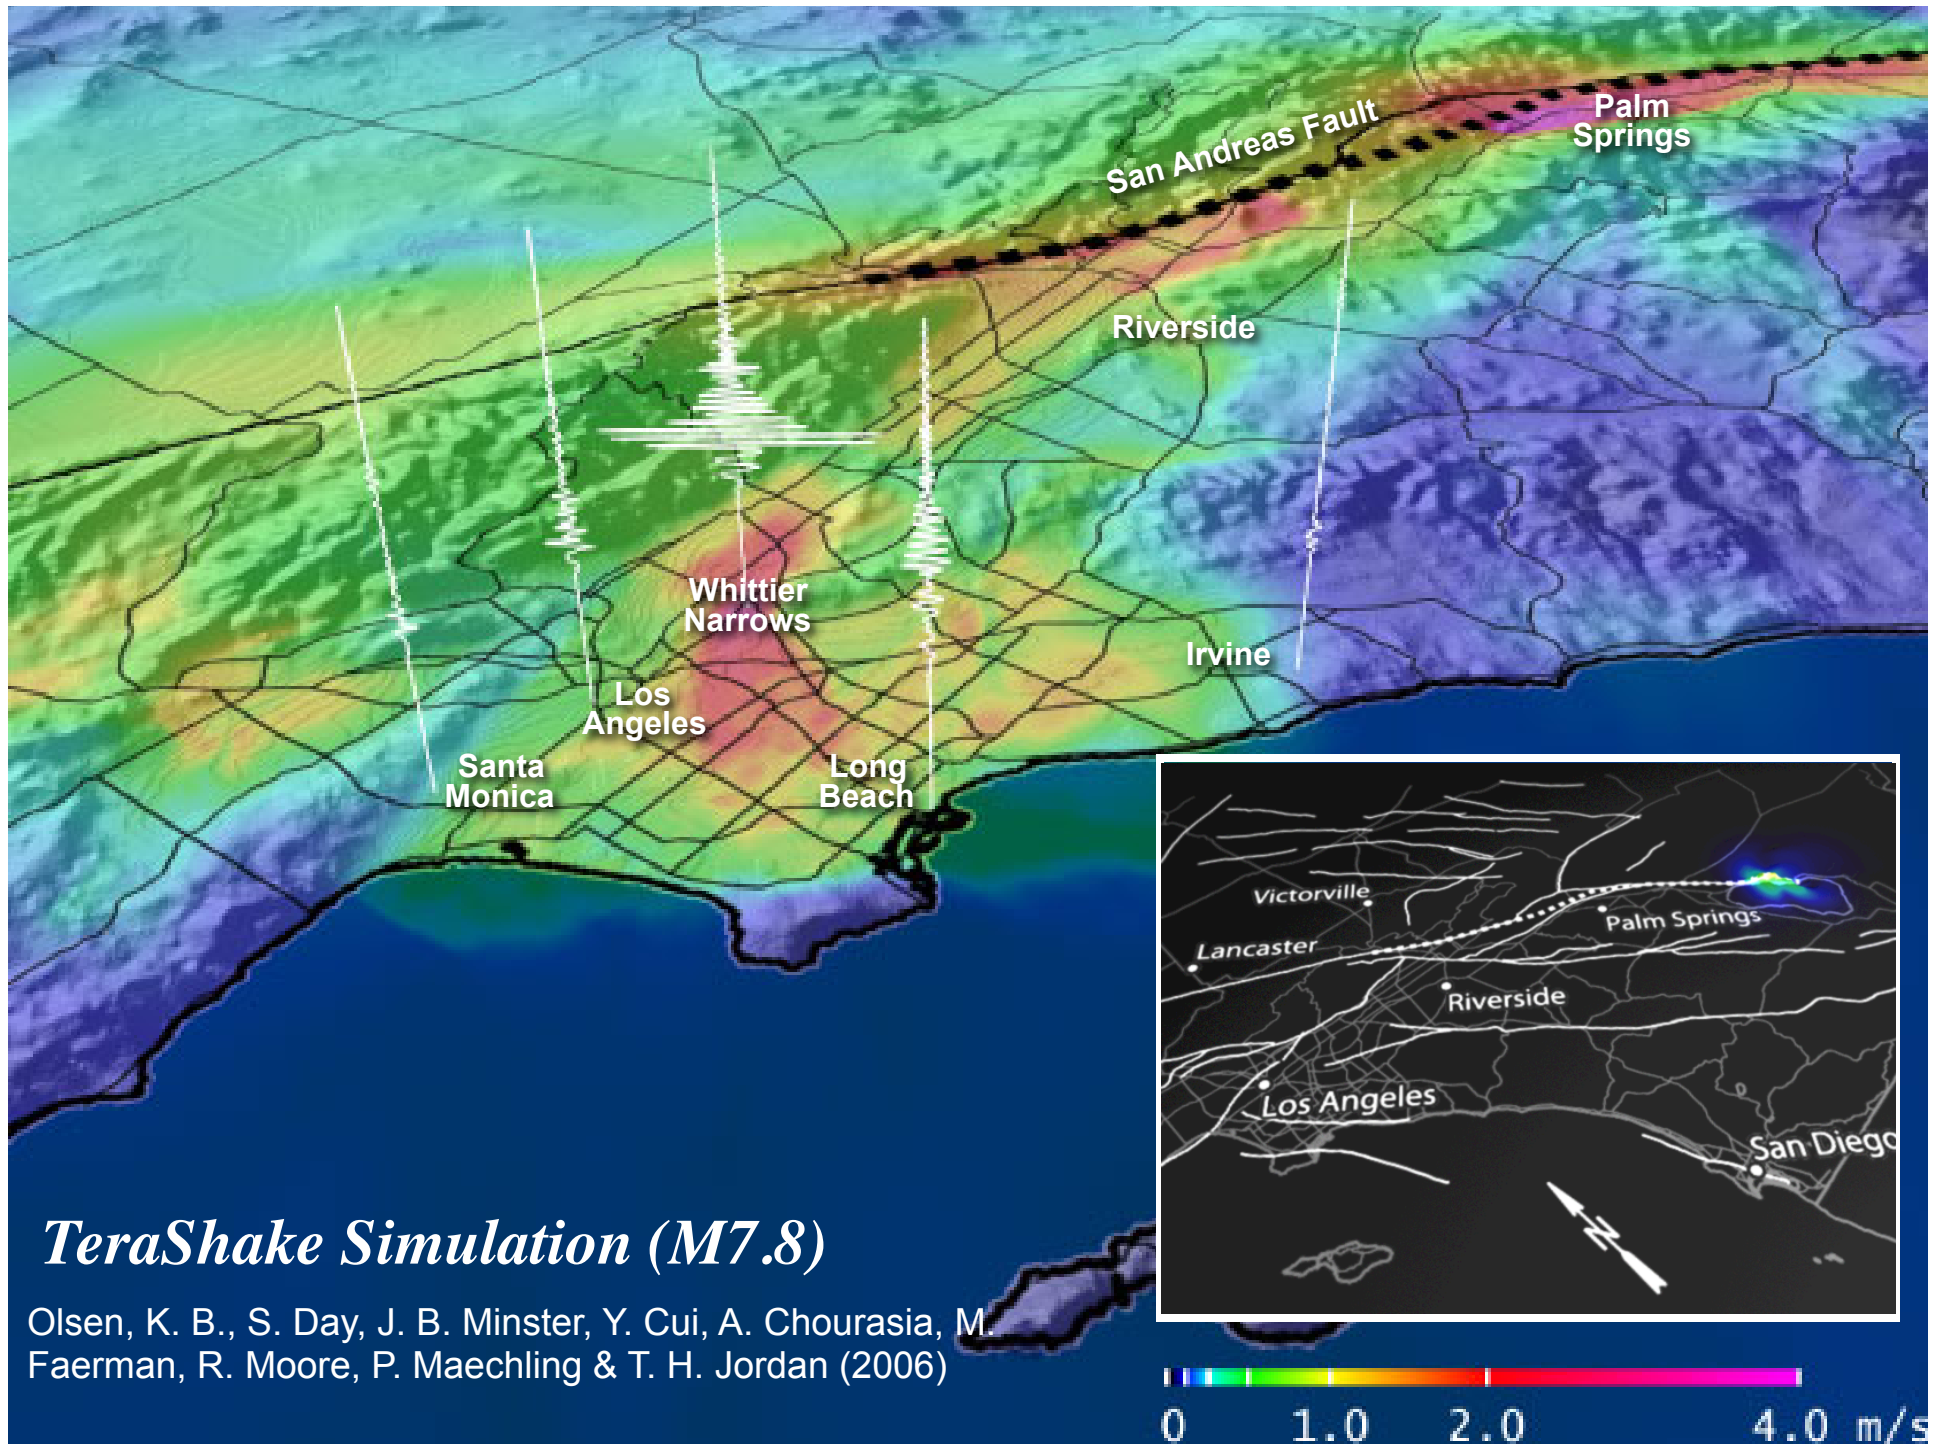 San Andreas Fault
Palm
Springs
Riverside
Whittier
Narrows
Irvine
Los
Angeles
Santa
Monica
Long
Beach
Victorville
Palm Springs
Lancaster
Riverside
Los Angeles
San Diego
N
TeraShake Simulation (M7.8)
Olsen, K. B., S. Day, J. B. Minster, Y. Cui, A. Chourasia, M.
Faerman, R. Moore, P. Maechling & T. H. Jordan (2006)
0 1.0 2.0 4.0 m/s